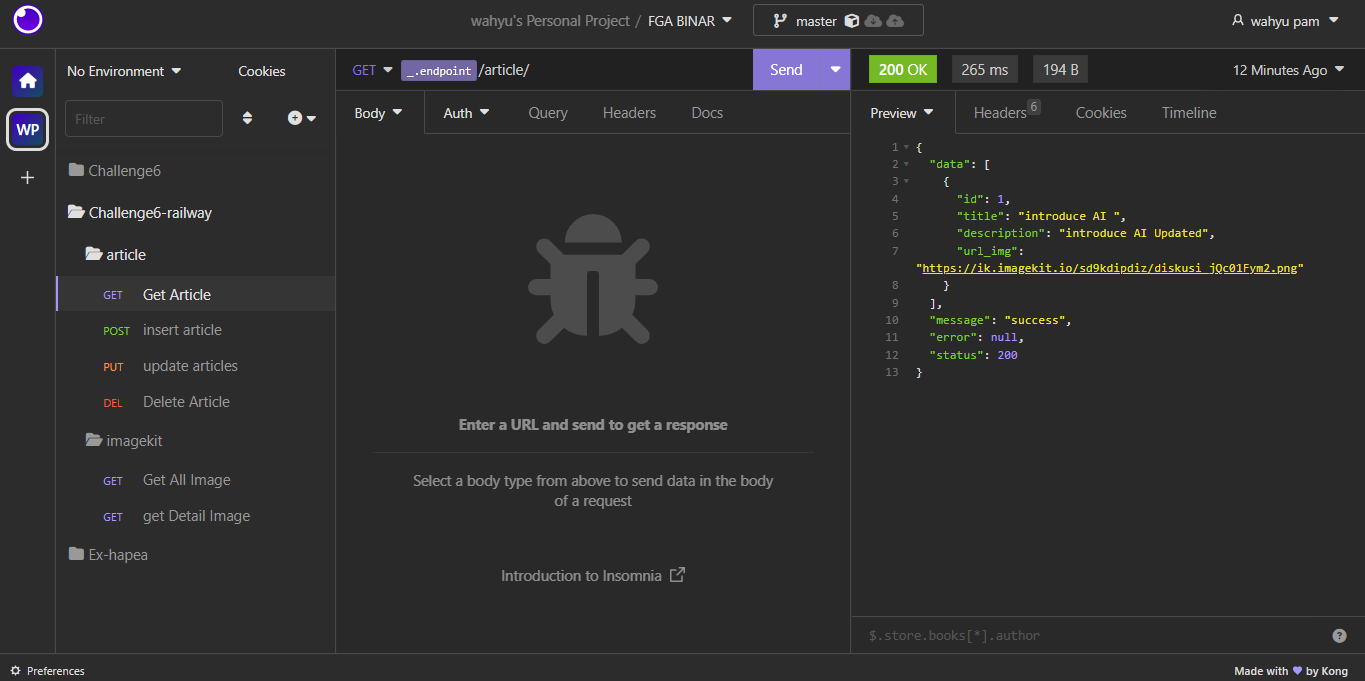 wahyu's Personal Project / FGA BINAR
master
wahyu pam
WP
No Environment
Cookies
Filter
Challenge6
Challenge6-railway
article
GET Get Article
POST insert article
PUT update articles
DEL Delete Article
imagekit
GET Get All Image
GET get Detail Image
Ex-hapea
GET _.endpoint/article/
Send
Body
Auth
Query
Headers
Docs
Enter a URL and send to get a response
Select a body type from above to send data in the body
of a request
Introduction to Insomnia
200 OK
265 ms
194 B
12 Minutes Ago
Preview
Headers 6
Cookies
Timeline
1 {
2 "data": [
3 {
4 "id": 1,
5 "title": "introduce AI ",
6 "description": "introduce AI Updated",
7 "url_img":
"https://ik.imagekit.io/sd9kdipdiz/diskusi_jQc01Fym2.png"
8 }
9 ],
10 "message": "success",
11 "error": null,
12 "status": 200
13 }
$.store.books[*].author
?
Preferences
Made with by Kong